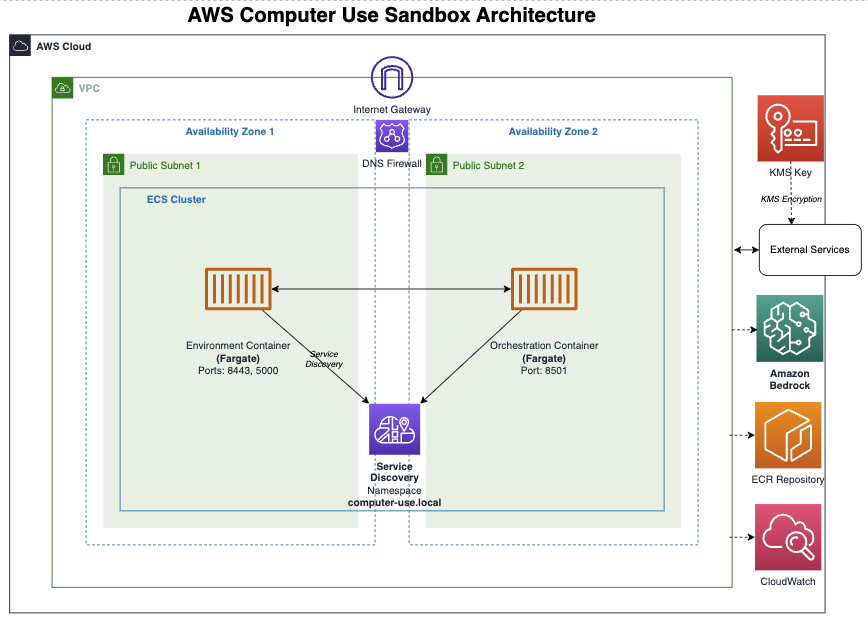 AWS Computer Use Sandbox Architecture
AWS Cloud
VPC
Internet Gateway
Availability Zone 1
Availability Zone 2
DNS Firewall
Public Subnet 1
Public Subnet 2
KMS Key
KMS Encryption
ECS Cluster
External Services
Environment Container
(Fargate)
Ports: 8443, 5000
Service
Discovery
Orchestration Container
(Fargate)
Port: 8501
Amazon
Bedrock
Service
Discovery
Namespace
computer-use.local
ECR Repository
CloudWatch